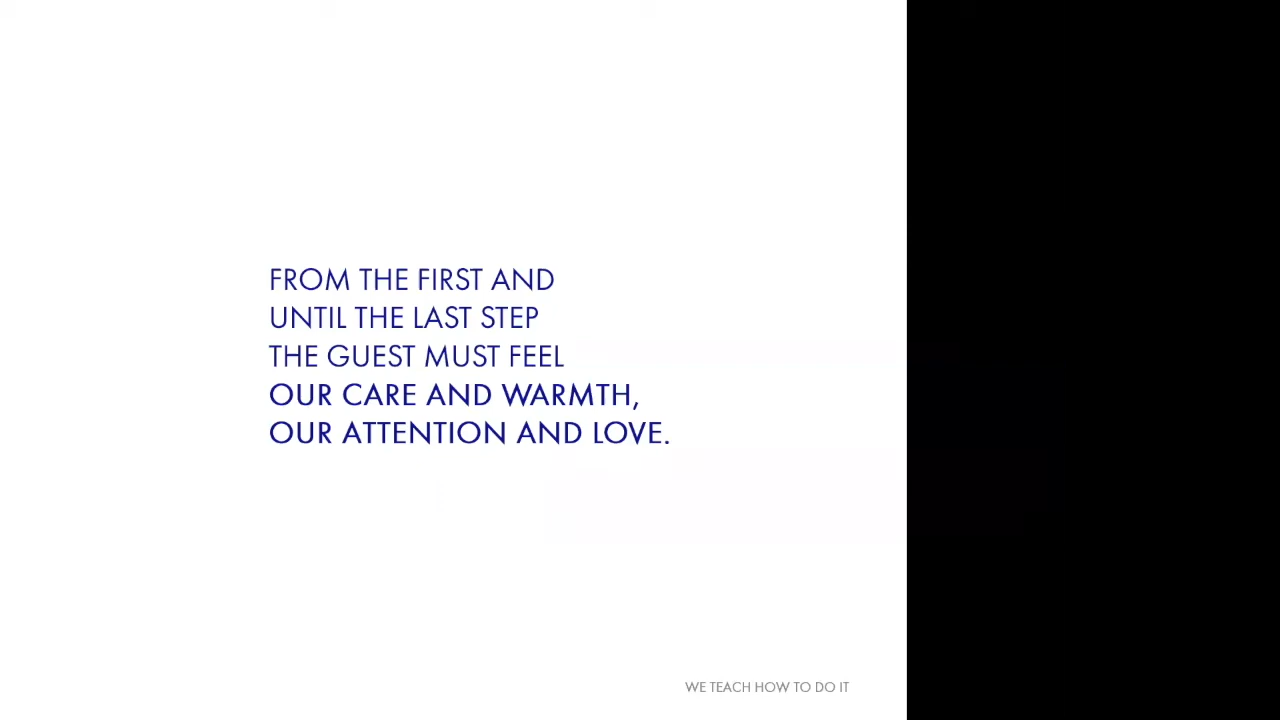 FROM THE FIRST AND
UNTIL THE LAST STEP
THE GUEST MUST FEEL
OUR CARE AND WARMTH,
OUR ATTENTION AND LOVE.
WE TEACH HOW TO DO IT